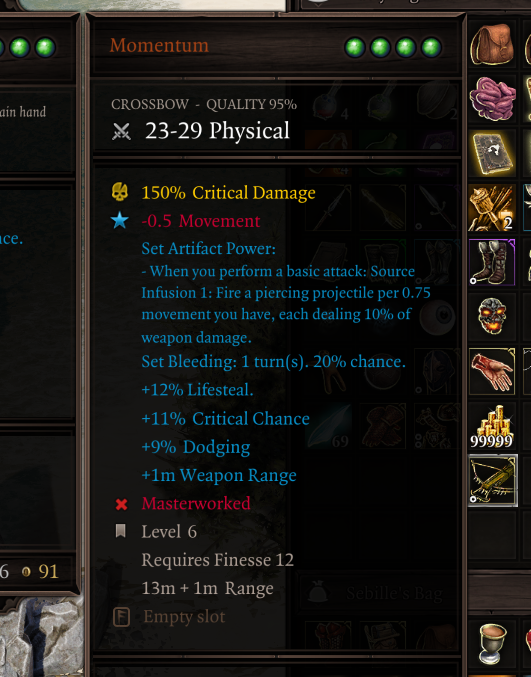 Momentum
ain hand
CROSSBOW - QUALITY 95%
4
2
23-29 Physical
150% Critical Damage
-0.5 Movement
2
nce.
Set Artifact Power:
- When you perform a basic attack: Source
Infusion 1: Fire a piercing projectile per 0.75
movement you have, each dealing 10% of
weapon damage.
Set Bleeding: 1 turn(s). 20% chance.
+12% Lifesteal.
+11% Critical Chance
69
99999
+9% Dodging
+1m Weapon Range
Masterworked
Level 6
Requires Finesse 12
6 91
13m + 1m Range
Sebille's Bag
Empty slot